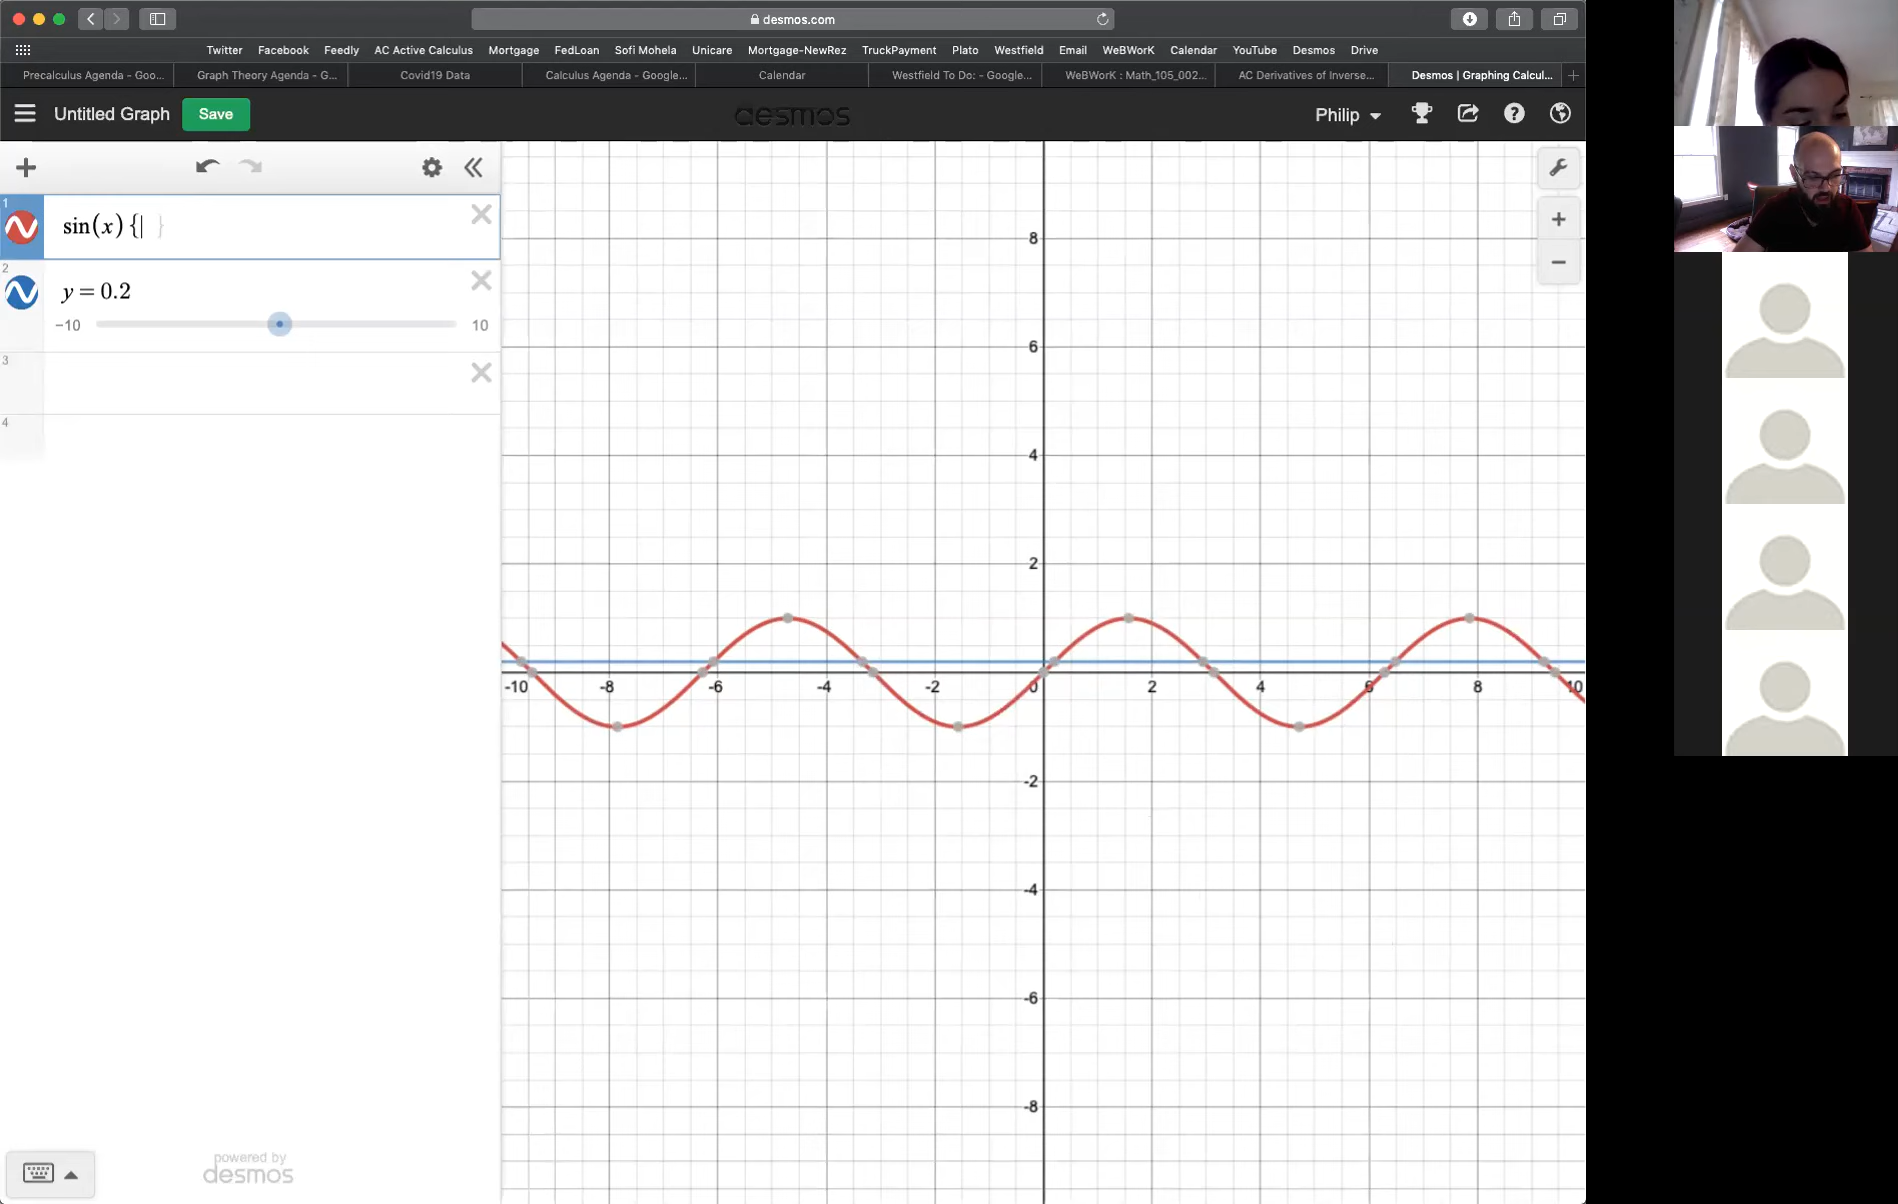 desmos.com
Twitter Facebook Feedly AC Active Calculus Mortgage FedLoan Sofi Mohela Unicare Mortgage-NewRez TruckPayment Plato Westfield Email WeBWorK Calendar YouTube Desmos Drive
Precalculus Agenda - Goo... Graph Theory Agenda - G... Covid19 Data Calculus Agenda - Google... Calendar Westfield To Do: - Google... WeBWorK : Math_105_002... AC Derivatives of Inverse... Desmos | Graphing Calcul...
Untitled Graph Save desmos Philip
1
sin(x) { }
2
y = 0.2
-10 10
3
4
8
6
4
2
-10 -8 -6 -4 -2 0 2 4 6 8 10
-2
-4
-6
-8
powered by
desmos